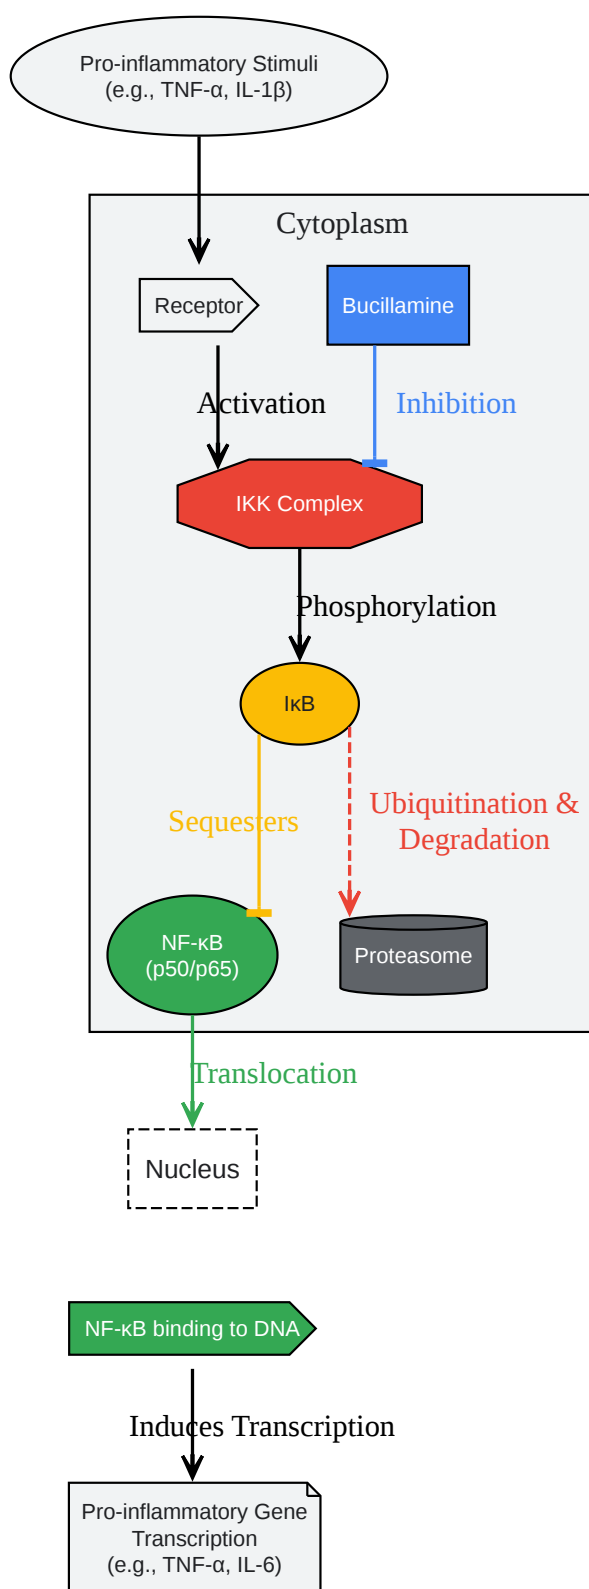 Pro-inflammatory Stimuli
(e.g., TNF-α, IL-1β)
Cytoplasm
Receptor
Bucillamine
Activation
Inhibition
IKK Complex
Phosphorylation
IκB
Sequesters
Ubiquitination &
Degradation
NF-κB
(p50/p65)
Proteasome
Translocation
Nucleus
NF-κB binding to DNA
Induces Transcription
Pro-inflammatory Gene
Transcription
(e.g., TNF-α, IL-6)